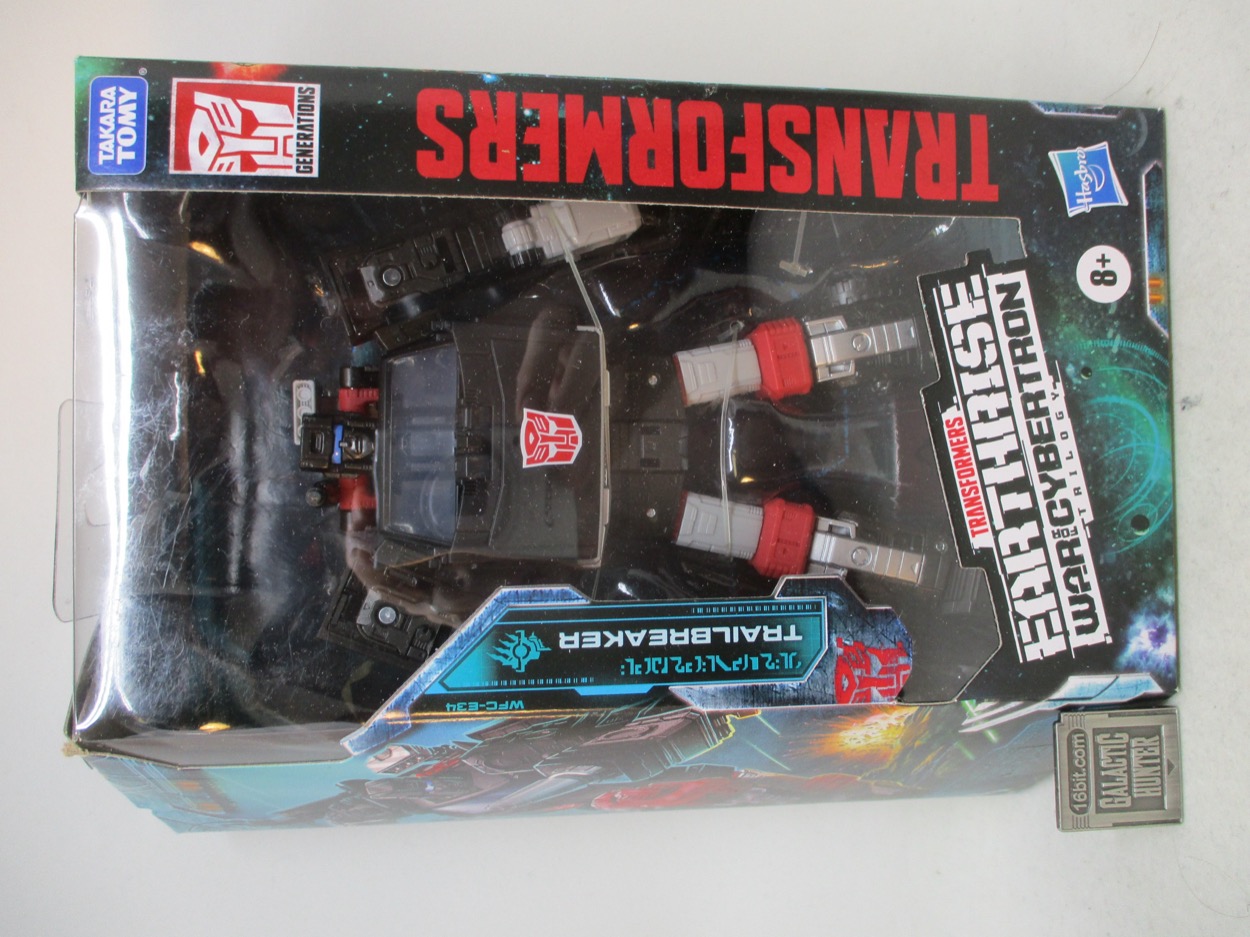 TAKARA
TOMY
GENERATIONS
TRANSFORMERS
Hasbro
8+
TRANSFORMERS
EARTHRISE
WAR FOR CYBERTRON
TRILOGY
TRAILBREAKER
WFC-E34
16bit.com
GALACTIC
HUNTER